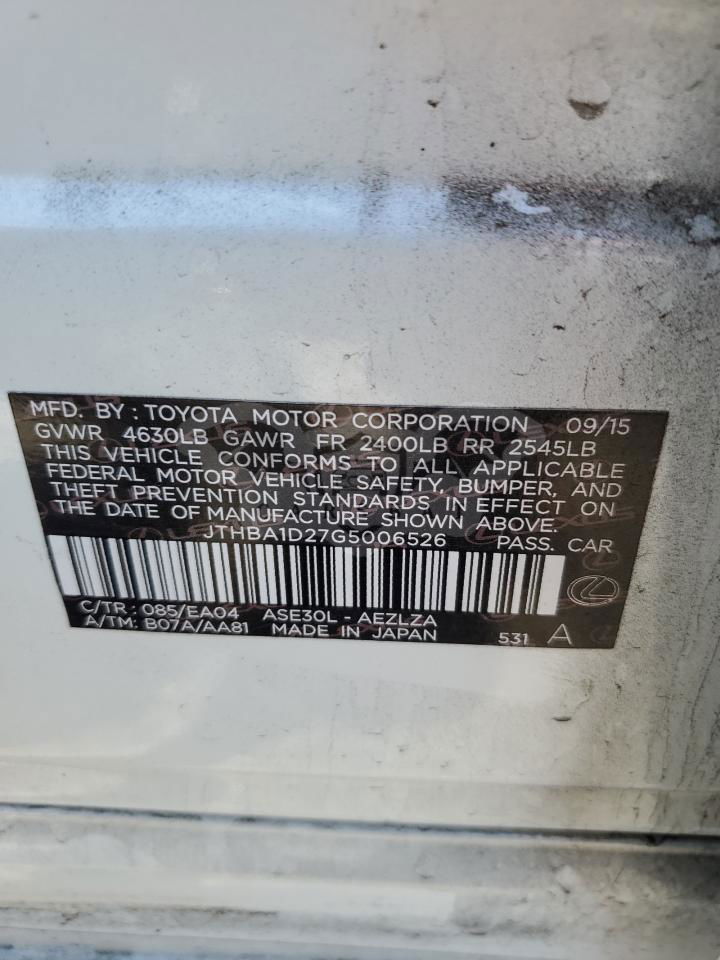 MFD. BY : TOYOTA MOTOR CORPORATION 09/15
GVWR 4630LB GAWR FR 2400LB RR 2545LB
THIS VEHICLE CONFORMS TO ALL APPLICABLE
FEDERAL MOTOR VEHICLE SAFETY, BUMPER, AND
THEFT PREVENTION STANDARDS IN EFFECT ON
THE DATE OF MANUFACTURE SHOWN ABOVE.
JTHBA1D27G5006526 PASS. CAR
C/TR: 085/EA04 ASE30L - AEZLZA
A/TM: B07A/AA81 MADE IN JAPAN 531 A